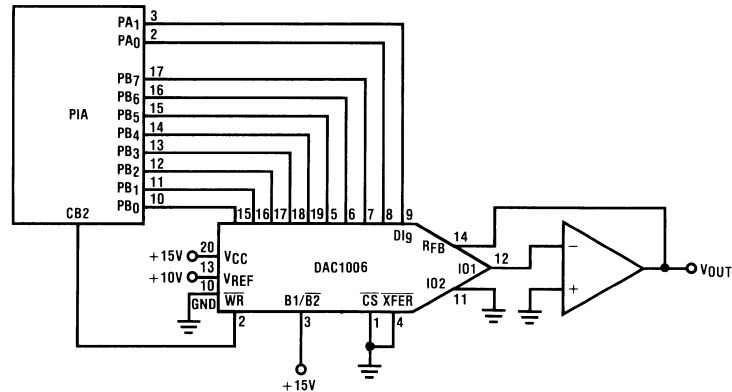 PA1 3
PA0 2
PB7 17
PB6 16
PIA PB5 15
PB4 14
PB3 13
PB2 12
PB1 11
PB0 10
CB2
15 16 17 18 19 5 6 7 8 9
DI9
RFB 14
+15V 20 VCC
DAC1006
IO1 12
−
VOUT
+10V 13 VREF
10
GND
IO2
11
+
WR B1/B2 CS XFER
2 3 1 4
+15V